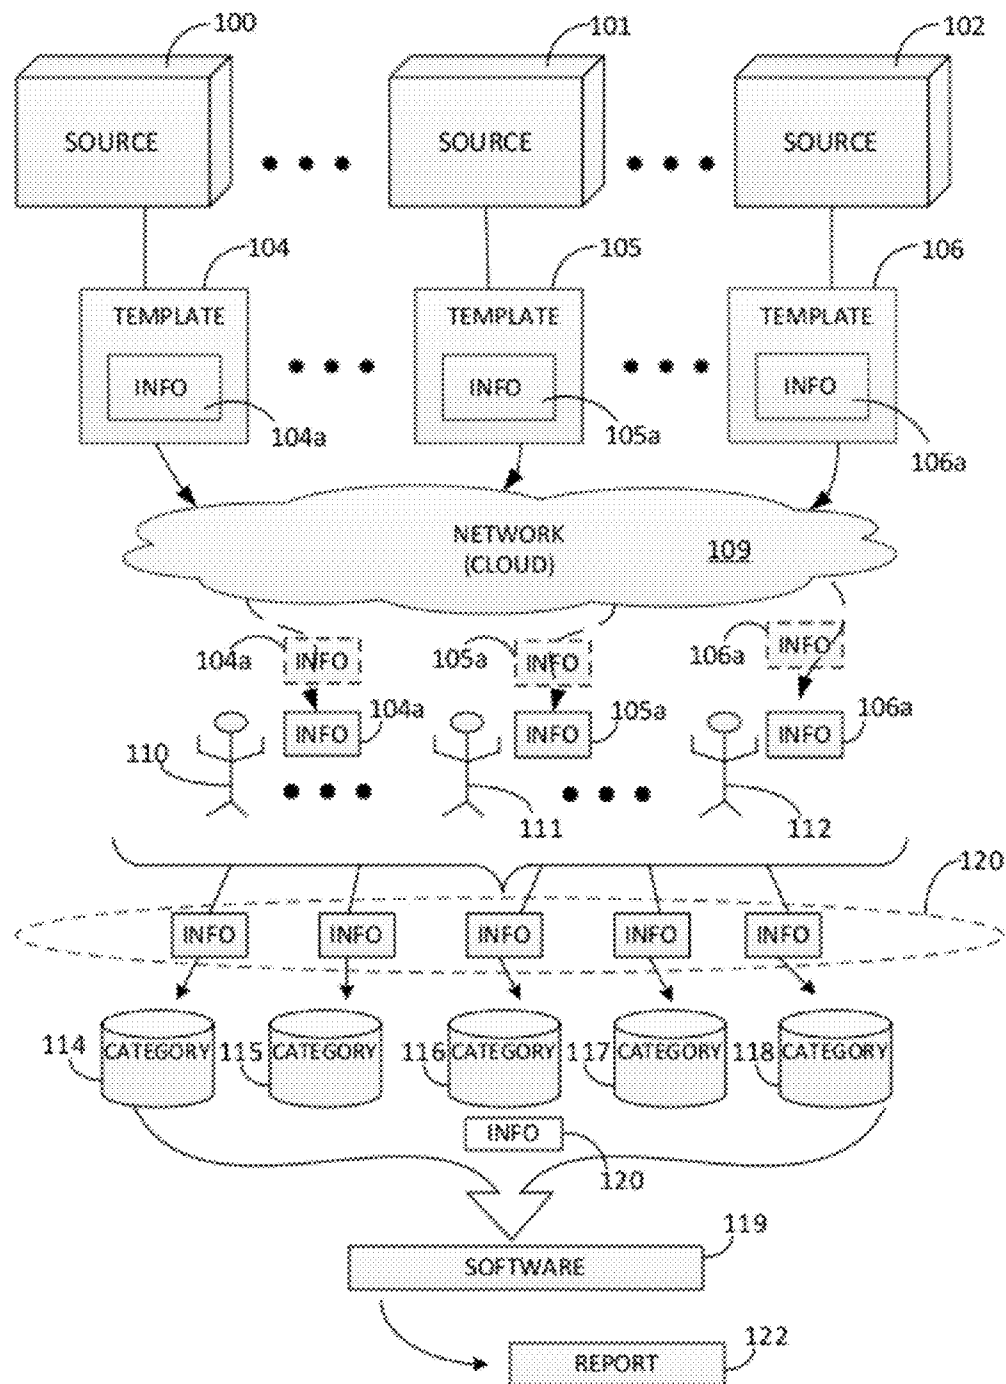 100
101
102
SOURCE
SOURCE
SOURCE
104
105
106
TEMPLATE
TEMPLATE
TEMPLATE
INFO
INFO
INFO
104a
105a
106a
NETWORK
(CLOUD)
109
104a
INFO
105a
INFO
106a
INFO
INFO
104a
INFO
105a
INFO
106a
110
111
112
120
INFO
INFO
INFO
INFO
INFO
114
CATEGORY
115
CATEGORY
116
CATEGORY
117
CATEGORY
118
CATEGORY
INFO
120
119
SOFTWARE
122
REPORT